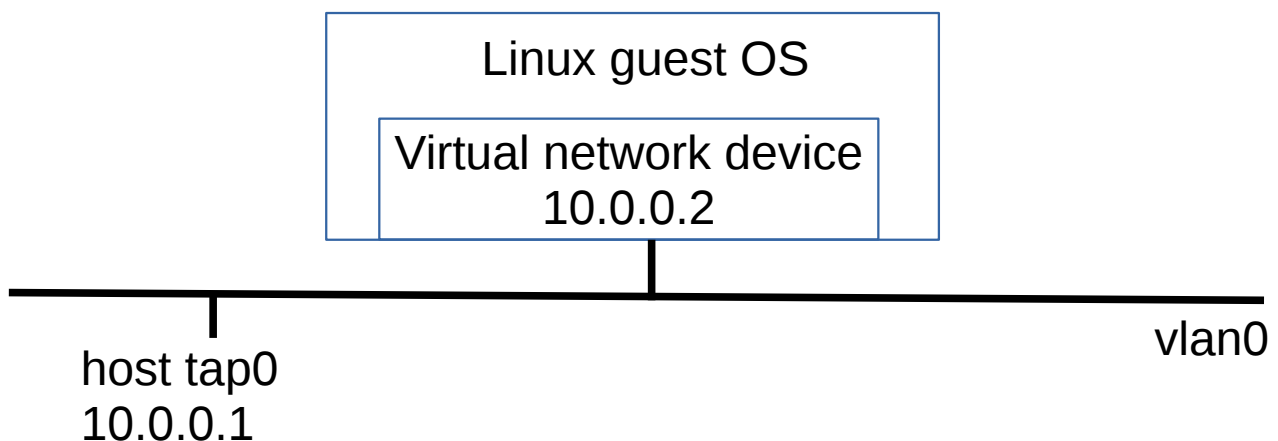 Linux guest OS
Virtual network device
10.0.0.2
vlan0
host tap0
10.0.0.1